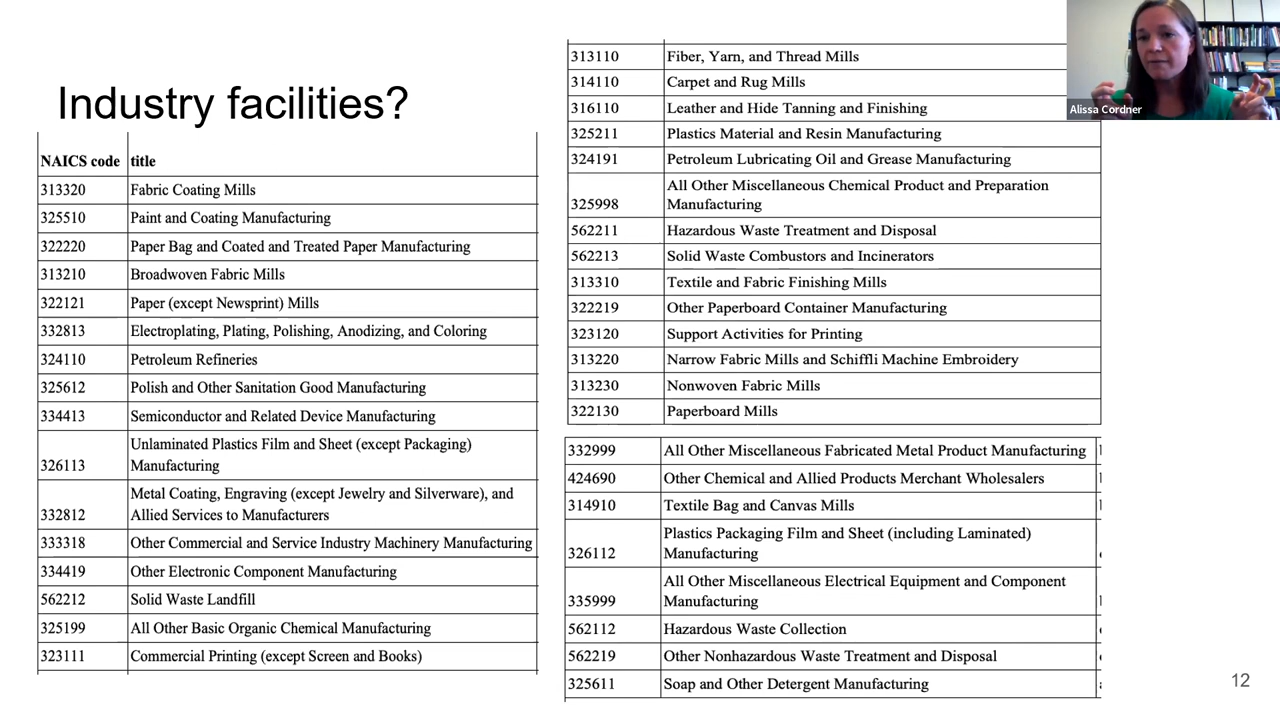 Industry facilities?
NAICS code title
313320 Fabric Coating Mills
325510 Paint and Coating Manufacturing
322220 Paper Bag and Coated and Treated Paper Manufacturing
313210 Broadwoven Fabric Mills
322121 Paper (except Newsprint) Mills
332813 Electroplating, Plating, Polishing, Anodizing, and Coloring
324110 Petroleum Refineries
325612 Polish and Other Sanitation Good Manufacturing
334413 Semiconductor and Related Device Manufacturing
Unlaminated Plastics Film and Sheet (except Packaging)
326113 Manufacturing
Metal Coating, Engraving (except Jewelry and Silverware), and
332812 Allied Services to Manufacturers
333318 Other Commercial and Service Industry Machinery Manufacturing
334419 Other Electronic Component Manufacturing
562212 Solid Waste Landfill
325199 All Other Basic Organic Chemical Manufacturing
323111 Commercial Printing (except Screen and Books)
313110 Fiber, Yarn, and Thread Mills
314110 Carpet and Rug Mills
316110 Leather and Hide Tanning and Finishing
325211 Plastics Material and Resin Manufacturing
324191 Petroleum Lubricating Oil and Grease Manufacturing
All Other Miscellaneous Chemical Product and Preparation
325998 Manufacturing
562211 Hazardous Waste Treatment and Disposal
562213 Solid Waste Combustors and Incinerators
313310 Textile and Fabric Finishing Mills
322219 Other Paperboard Container Manufacturing
323120 Support Activities for Printing
313220 Narrow Fabric Mills and Schiffli Machine Embroidery
313230 Nonwoven Fabric Mills
322130 Paperboard Mills
332999 All Other Miscellaneous Fabricated Metal Product Manufacturing
424690 Other Chemical and Allied Products Merchant Wholesalers
314910 Textile Bag and Canvas Mills
Plastics Packaging Film and Sheet (including Laminated)
326112 Manufacturing
All Other Miscellaneous Electrical Equipment and Component
335999 Manufacturing
562112 Hazardous Waste Collection
562219 Other Nonhazardous Waste Treatment and Disposal
325611 Soap and Other Detergent Manufacturing
Alissa Cordner
12